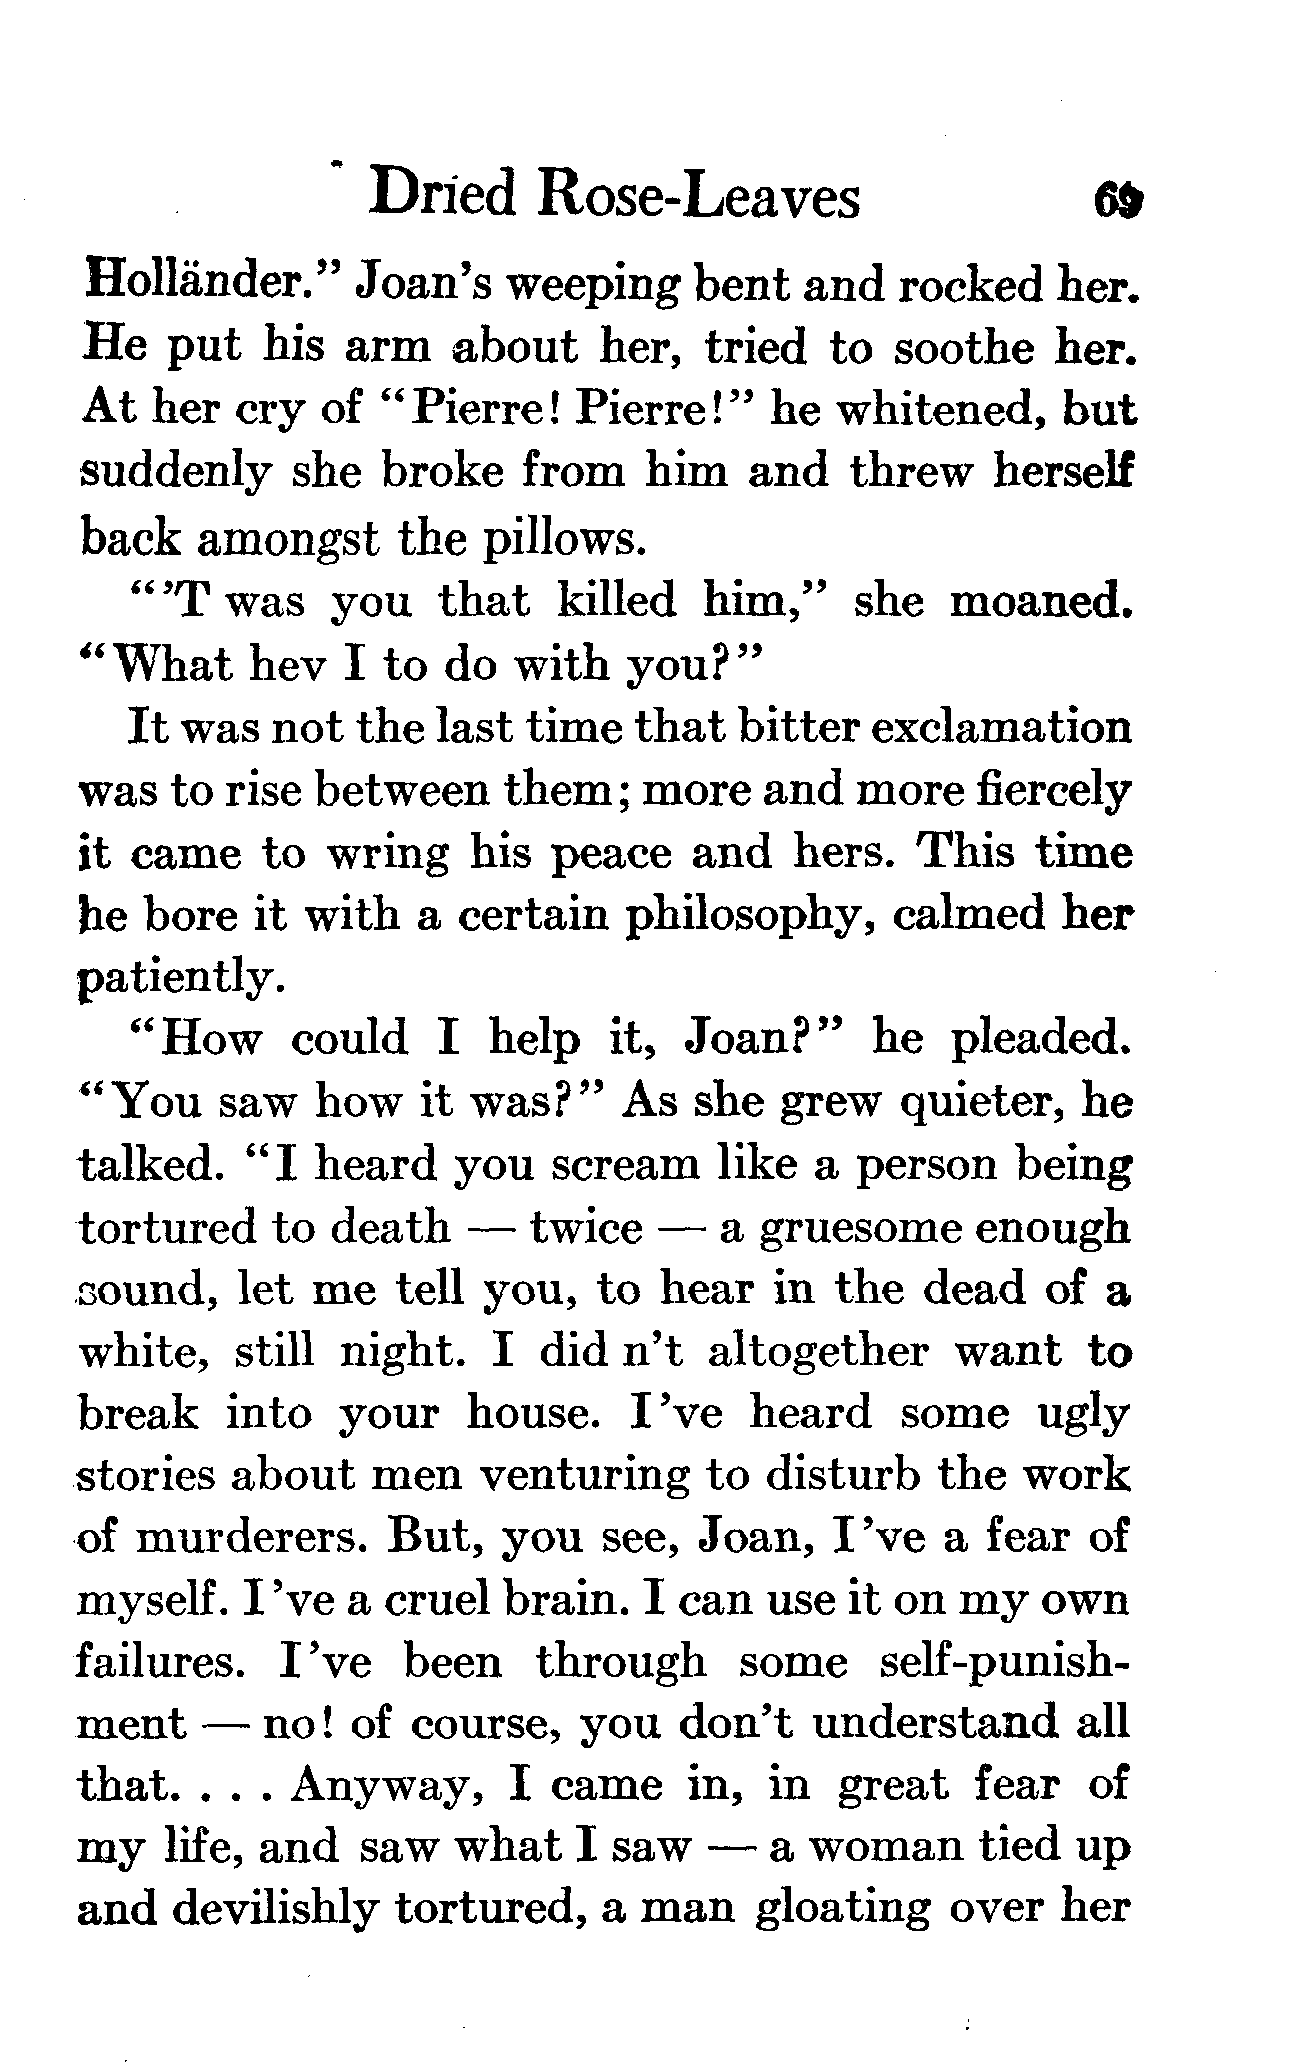 Dried Rose-Leaves 69
Holländer." Joan's weeping bent and rocked her.
He put his arm about her, tried to soothe her.
At her cry of "Pierre! Pierre!" he whitened, but
suddenly she broke from him and threw herself
back amongst the pillows.
"'T was you that killed him," she moaned.
"What hev I to do with you?"
It was not the last time that bitter exclamation
was to rise between them; more and more fiercely
it came to wring his peace and hers. This time
he bore it with a certain philosophy, calmed her
patiently.
"How could I help it, Joan?" he pleaded.
"You saw how it was?" As she grew quieter, he
talked. "I heard you scream like a person being
tortured to death — twice — a gruesome enough
sound, let me tell you, to hear in the dead of a
white, still night. I did n't altogether want to
break into your house. I 've heard some ugly
stories about men venturing to disturb the work
of murderers. But, you see, Joan, I 've a fear of
myself. I 've a cruel brain. I can use it on my own
failures. I 've been through some self-punish-
ment — no! of course, you don't understand all
that. . . . Anyway, I came in, in great fear of
my life, and saw what I saw — a woman tied up
and devilishly tortured, a man gloating over her